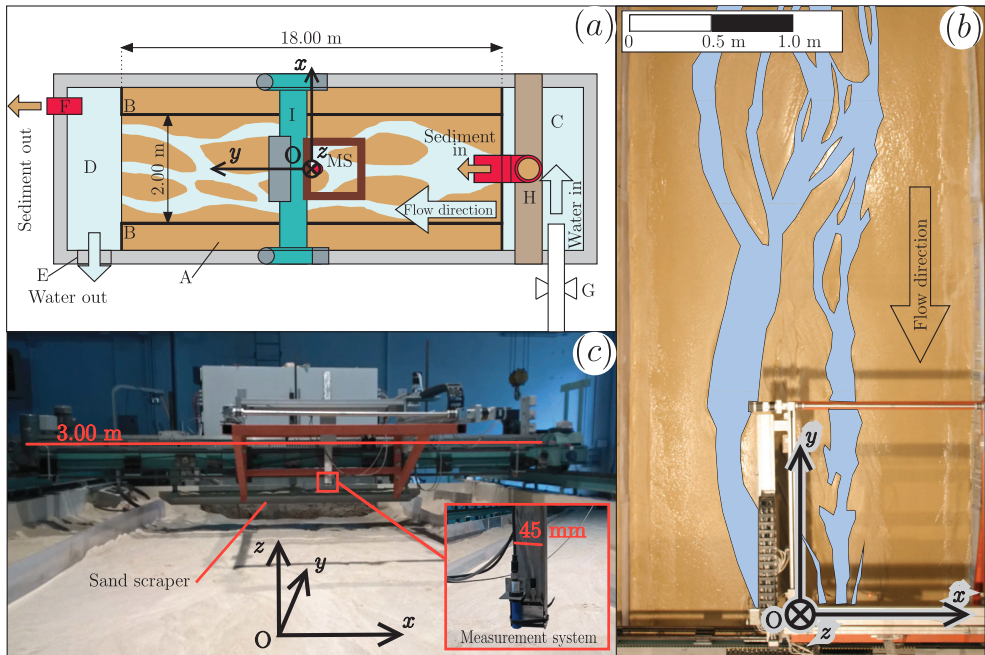 (a)
18.00 m
x
F
B
I
C
Sediment out
D
2.00 m
y
O
z
MS
Sediment
in
H
Flow direction
Water in
B
E
A
Water out
G
(b)
0
0.5 m
1.0 m
Flow direction
y
x
O
z
(c)
3.00 m
Sand scraper
z
y
x
O
45 mm
Measurement system